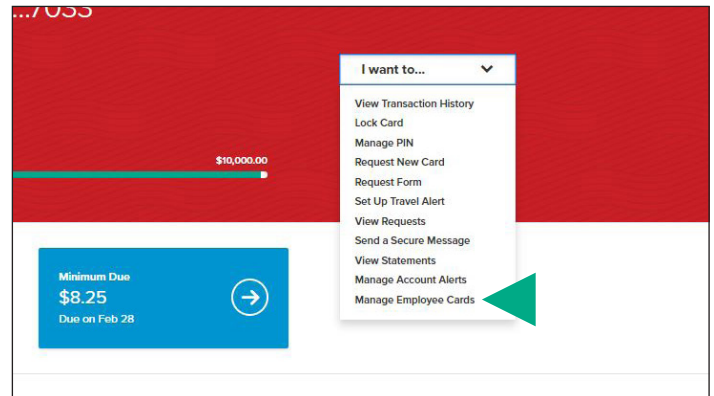 ...7033
I want to...
View Transaction History
Lock Card
Manage PIN
$10,000.00
Request New Card
Request Form
Set Up Travel Alert
View Requests
Send a Secure Message
View Statements
Manage Account Alerts
Manage Employee Cards
Minimum Due
$8.25
Due on Feb 28